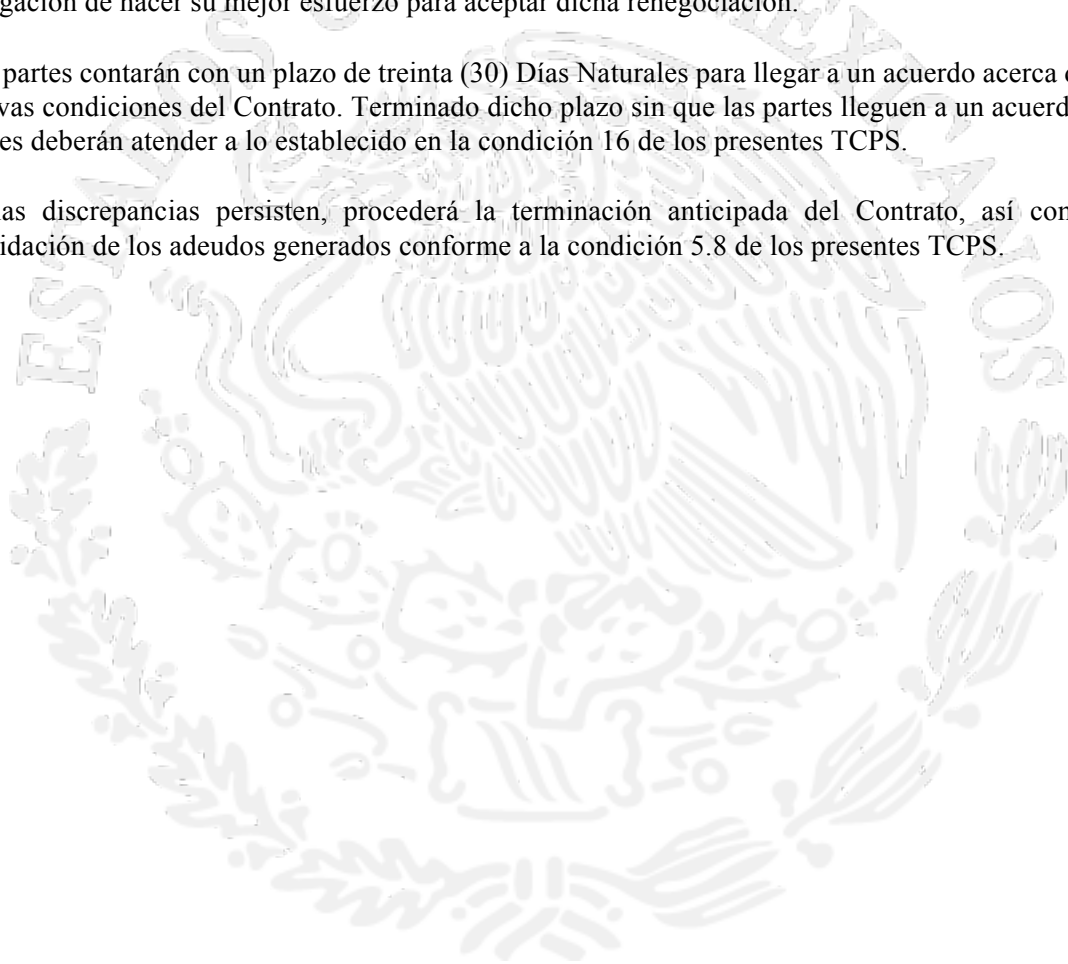 gación de hacer su mejor esfuerzo para aceptar dicha renegociación.
partes contarán con un plazo de treinta (30) Días Naturales para llegar a un acuerdo acerca
vas condiciones del Contrato. Terminado dicho plazo sin que las partes lleguen a un acuerd
es deberán atender a lo establecido en la condición 16 de los presentes TCPS.
as discrepancias persisten, procederá la terminación anticipada del Contrato, así com
idación de los adeudos generados conforme a la condición 5.8 de los presentes TCPS.
ESTADOS
MEXICANOS